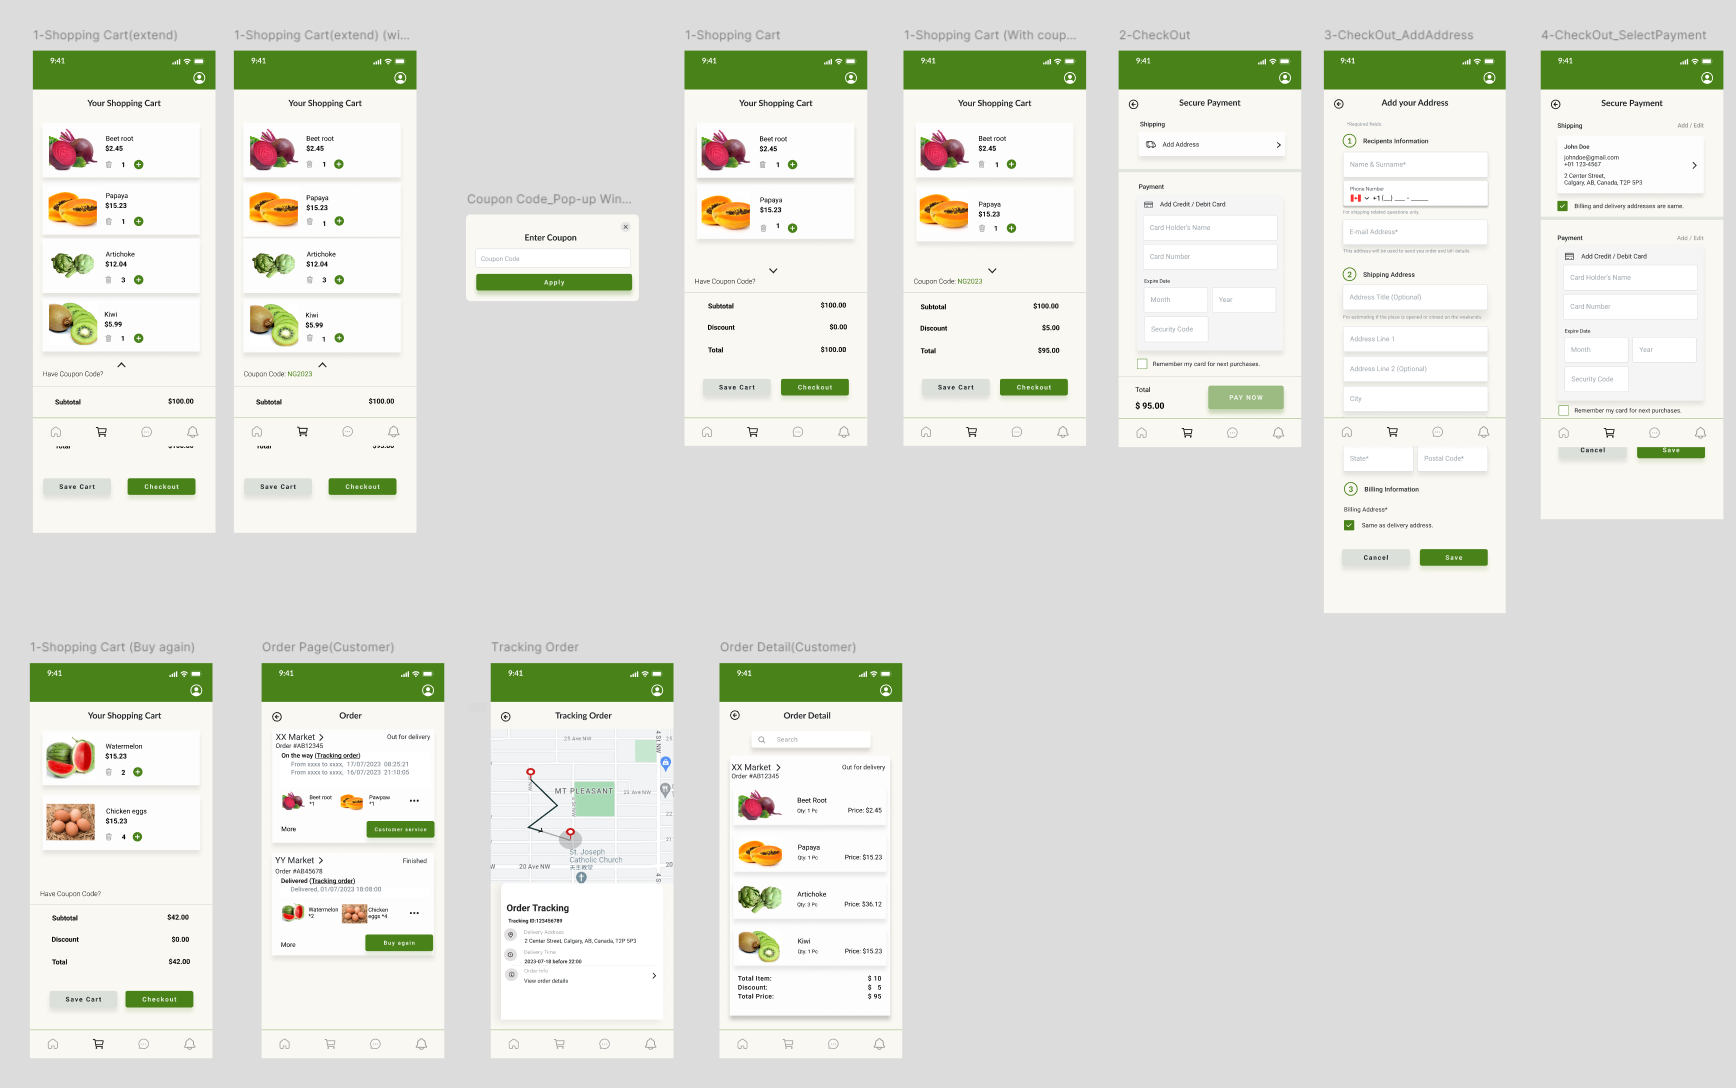 1-Shopping Cart(extend)
9:41
Your Shopping Cart
Beet root
$2.45
1
Papaya
$15.23
1
Artichoke
$12.04
3
Kiwi
$5.99
1
Have Coupon Code?
Subtotal
$100.00
Total
$100.00
Save Cart
Checkout
1-Shopping Cart(extend) (wi...
9:41
Your Shopping Cart
Beet root
$2.45
1
Papaya
$15.23
1
Artichoke
$12.04
3
Kiwi
$5.99
1
Coupon Code: NG2023
Subtotal
$100.00
Total
$95.00
Save Cart
Checkout
Coupon Code_Pop-up Win...
Enter Coupon
Coupon Code
Apply
1-Shopping Cart
9:41
Your Shopping Cart
Beet root
$2.45
1
Papaya
$15.23
1
Have Coupon Code?
Subtotal
$100.00
Discount
$0.00
Total
$100.00
Save Cart
Checkout
1-Shopping Cart (With coup...
9:41
Your Shopping Cart
Beet root
$2.45
1
Papaya
$15.23
1
Coupon Code: NG2023
Subtotal
$100.00
Discount
$5.00
Total
$95.00
Save Cart
Checkout
2-CheckOut
9:41
Secure Payment
Shipping
Add Address
Payment
Add Credit / Debit Card
Card Holder's Name
Card Number
Expire Date
Month
Year
Security Code
Remember my card for next purchases.
Total
$ 95.00
PAY NOW
3-CheckOut_AddAddress
9:41
Add your Address
*Required fields
1
Recipents Information
Name & Surname*
Phone Number
+1 (__) ___ - _____
For shipping related questions only.
E-mail Address*
This address will be used to send you order and bill details
2
Shipping Address
Address Title (Optional)
For estimating if the place is opened or closed on the weekends
Address Line 1
Address Line 2 (Optional)
City
State*
Postal Code*
3
Billing Information
Billing Address*
Same as delivery address.
Cancel
Save
4-CheckOut_SelectPayment
9:41
Secure Payment
Shipping
Add / Edit
John Doe
johndoe@gmail.com
+01 123-4567
2 Center Street,
Calgary, AB, Canada, T2P 5P3
Billing and delivery addresses are same.
Payment
Add / Edit
Add Credit / Debit Card
Card Holder's Name
Card Number
Expire Date
Month
Year
Security Code
Remember my card for next purchases.
Cancel
Save
1-Shopping Cart (Buy again)
9:41
Your Shopping Cart
Watermelon
$15.23
2
Chicken eggs
$15.23
4
Have Coupon Code?
Subtotal
$42.00
Discount
$0.00
Total
$42.00
Save Cart
Checkout
Order Page(Customer)
9:41
Order
XX Market
Out for delivery
Order #AB12345
On the way (Tracking order)
From xxxx to xxxx, 17/07/2023 08:25:21
From xxxx to xxxx, 16/07/2023 21:10:05
Beet root
*1
Pawpaw
*1
More
Customer service
YY Market
Finished
Order #AB45678
Delivered (Tracking order)
Delivered, 01/07/2023 18:08:00
Watermelon
*2
Chicken
eggs *4
More
Buy again
Tracking Order
9:41
Tracking Order
25 Ave NW
4 St NW
25
MT PLEASANT
23 Ave NW
22
21
St. Joseph
Catholic Church
天主教堂
20 Ave NW
20
4 S
Order Tracking
Tracking ID:123456789
Delivery Address
2 Center Street, Calgary, AB, Canada, T2P 5P3
Delivery Time
2023-07-18 before 22:00
Order Info
View order details
Order Detail(Customer)
9:41
Order Detail
Search
XX Market
Out for delivery
Order #AB12345
Beet Root
Qty: 1 Pc
Price: $2.45
Papaya
Qty: 1 Pc
Price: $15.23
Artichoke
Qty: 3 Pc
Price: $36.12
Kiwi
Qty: 1 Pc
Price: $15.23
Total Item:
$ 10
Discount:
$ 5
Total Price:
$ 95